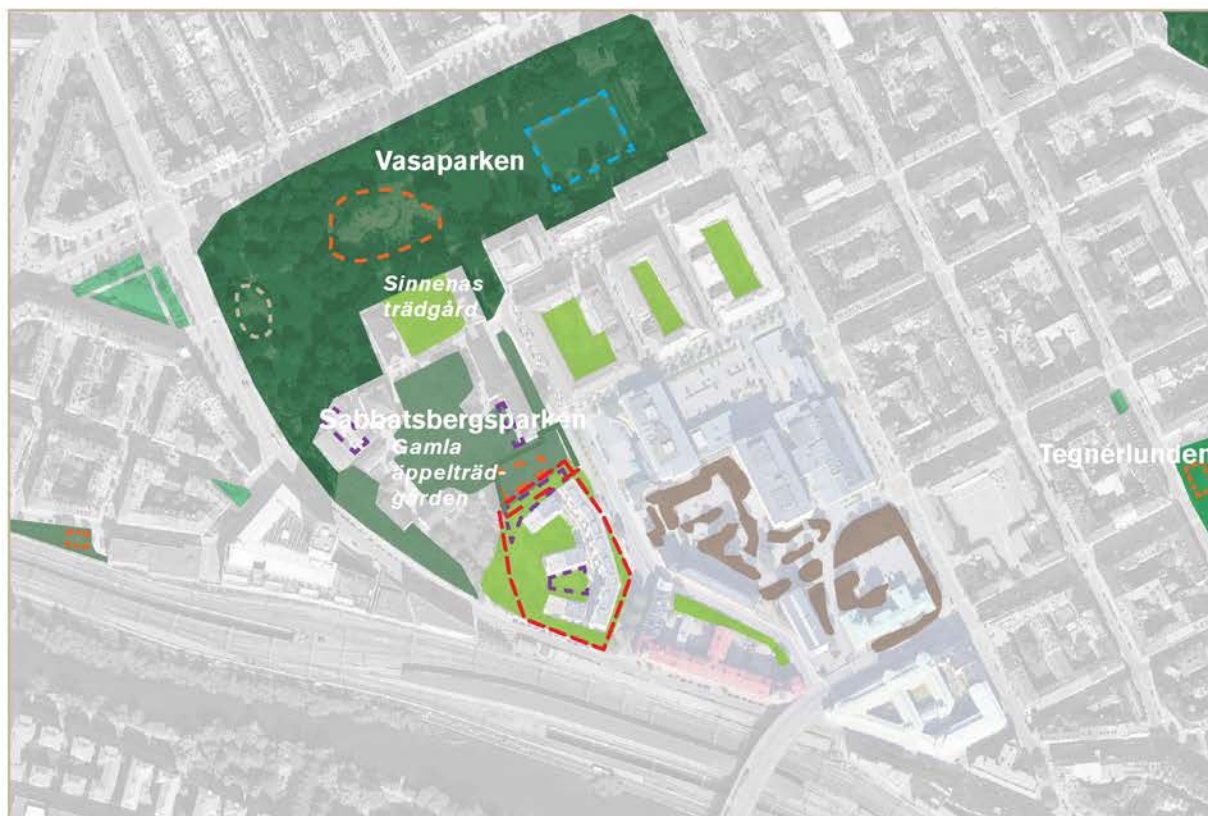 Vasaparken
Sinnenas
trädgård
Sabbatsbergsparken
Gamla
äppelträd-
gården
Tegnerlunden